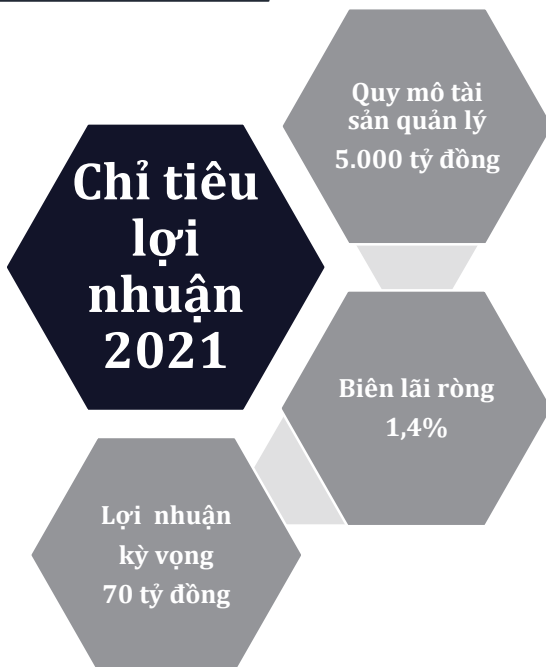 Chỉ tiêu
lợi
nhuận
2021
Quy mô tài
sản quản lý
5.000 tỷ đồng
Biên lãi ròng
1,4%
Lợi nhuận
kỳ vọng
70 tỷ đồng